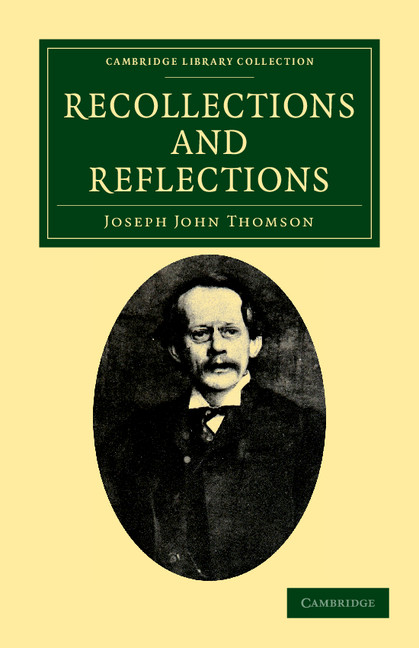 CAMBRIDGE LIBRARY COLLECTION
RECOLLECTIONS
AND
REFLECTIONS
JOSEPH JOHN THOMSON
CAMBRIDGE